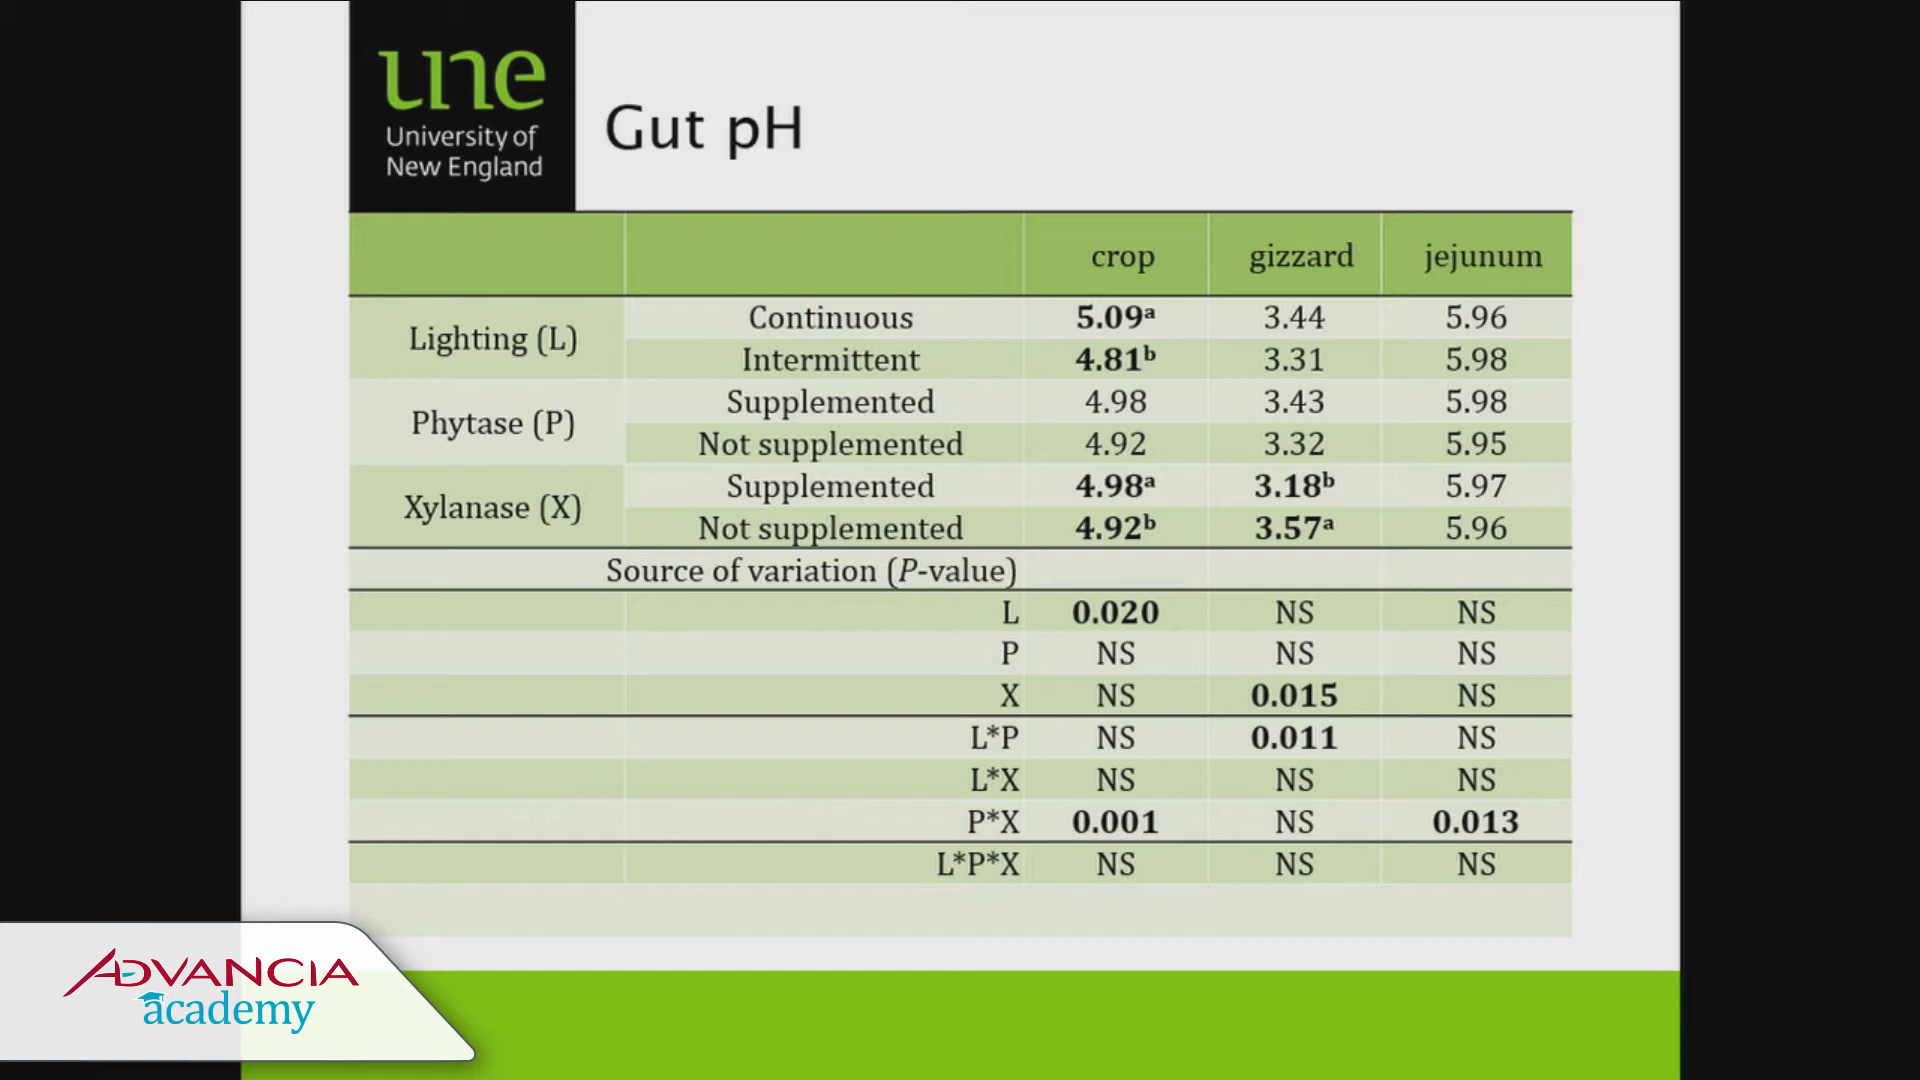 une
University of
New England
Gut pH
crop gizzard jejunum
Lighting (L) Continuous 5.09ᵃ 3.44 5.96
Intermittent 4.81ᵇ 3.31 5.98
Phytase (P) Supplemented 4.98 3.43 5.98
Not supplemented 4.92 3.32 5.95
Xylanase (X) Supplemented 4.98ᵃ 3.18ᵇ 5.97
Not supplemented 4.92ᵇ 3.57ᵃ 5.96
Source of variation (P-value)
L 0.020 NS NS
P NS NS NS
X NS 0.015 NS
L*P NS 0.011 NS
L*X NS NS NS
P*X 0.001 NS 0.013
L*P*X NS NS NS
ADVANCIA
academy